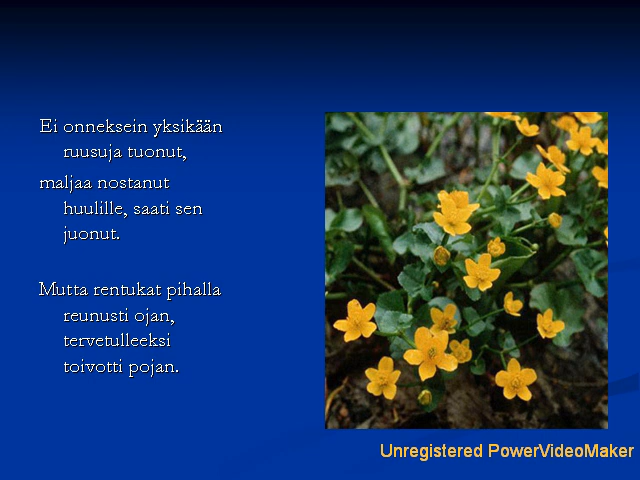 Ei onneksein yksikään
ruusuja tuonut,
maljaa nostanut
huulille, saati sen
juonut.
Mutta rentukat pihalla
reunusti ojan,
tervetulleeksi
toivotti pojan.
Unregistered PowerVideoMaker